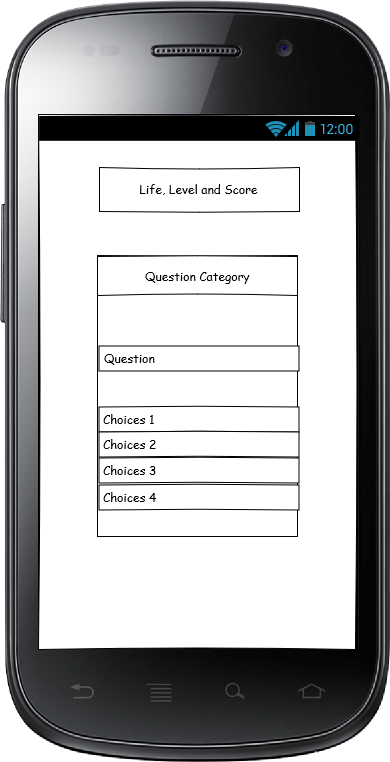 12:00
Life, Level and Score
Question Category
Question
Choices 1
Choices 2
Choices 3
Choices 4